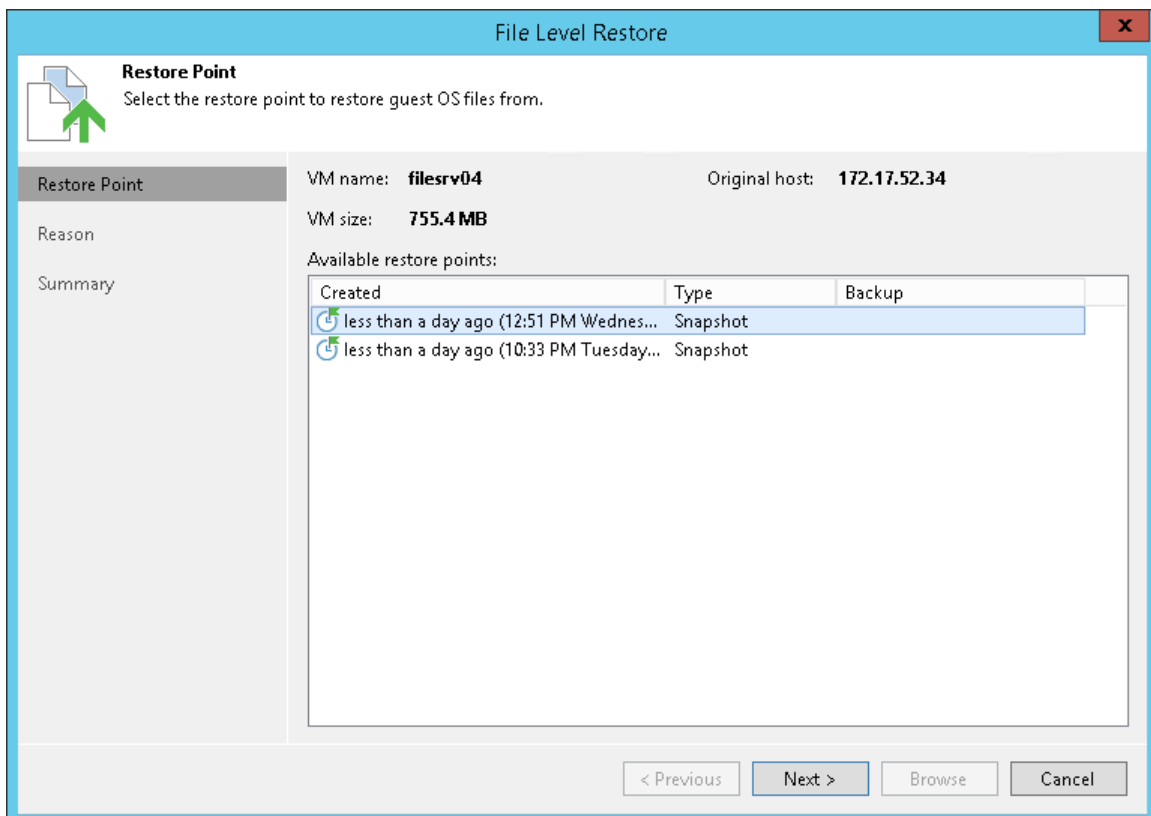 File Level Restore
x
Restore Point
Select the restore point to restore guest OS files from.
Restore Point
Reason
Summary
VM name: filesrv04 Original host: 172.17.52.34
VM size: 755.4 MB
Available restore points:
Created Type Backup
less than a day ago (12:51 PM Wednes... Snapshot
less than a day ago (10:33 PM Tuesday... Snapshot
< Previous Next > Browse Cancel